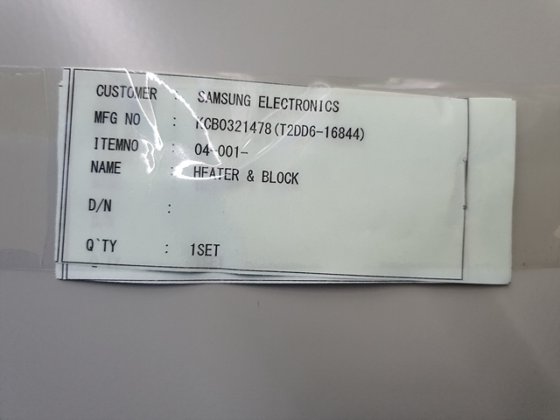 CUSTOMER : SAMSUNG ELECTRONICS
MFG NO : KCB0321478(T2DD6-16844)
ITEMNO : 04-001-
NAME : HEATER & BLOCK
D/N :
Q`TY : 1SET